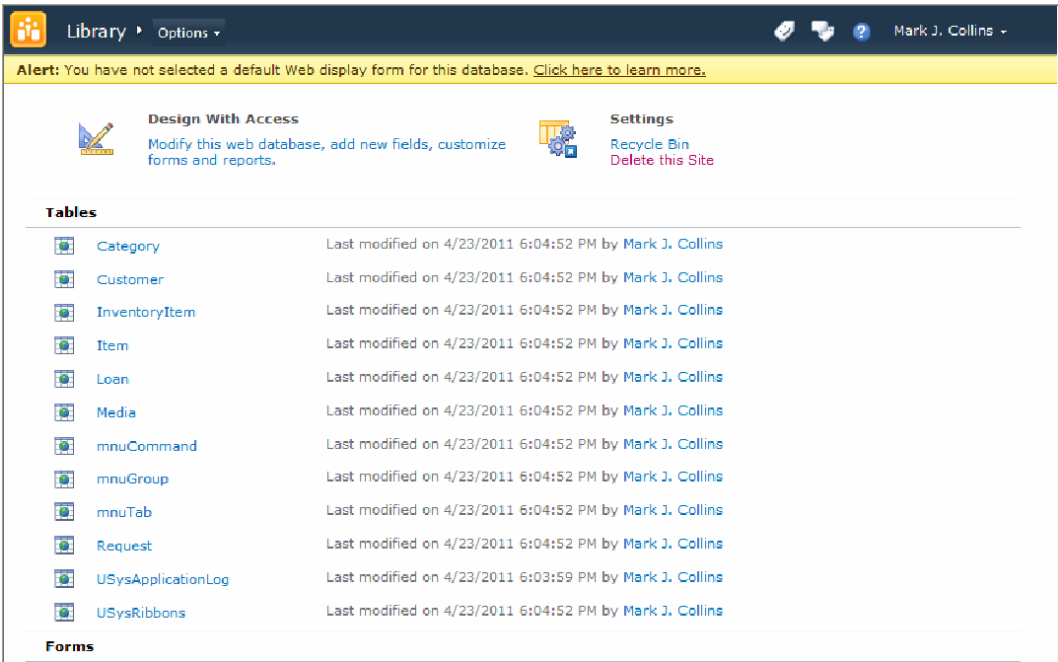 Library Options Mark J. Collins
Alert: You have not selected a default Web display form for this database. Click here to learn more.
Design With Access
Modify this web database, add new fields, customize
forms and reports.
Settings
Recycle Bin
Delete this Site
Tables
Category Last modified on 4/23/2011 6:04:52 PM by Mark J. Collins
Customer Last modified on 4/23/2011 6:04:52 PM by Mark J. Collins
InventoryItem Last modified on 4/23/2011 6:04:52 PM by Mark J. Collins
Item Last modified on 4/23/2011 6:04:52 PM by Mark J. Collins
Loan Last modified on 4/23/2011 6:04:52 PM by Mark J. Collins
Media Last modified on 4/23/2011 6:04:52 PM by Mark J. Collins
mnuCommand Last modified on 4/23/2011 6:04:52 PM by Mark J. Collins
mnuGroup Last modified on 4/23/2011 6:04:52 PM by Mark J. Collins
mnuTab Last modified on 4/23/2011 6:04:52 PM by Mark J. Collins
Request Last modified on 4/23/2011 6:04:52 PM by Mark J. Collins
USysApplicationLog Last modified on 4/23/2011 6:03:59 PM by Mark J. Collins
USysRibbons Last modified on 4/23/2011 6:04:52 PM by Mark J. Collins
Forms